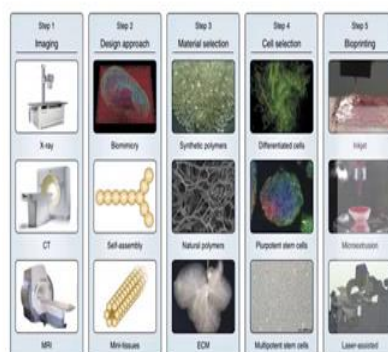 Step 1
Imaging
X-ray
CT
MRI
Step 2
Design approach
Biomimicry
Self-assembly
Mini-tissues
Step 3
Material selection
Synthetic polymers
Natural polymers
ECM
Step 4
Cell selection
Differentiated cells
Plurpotent stem cells
Multipotent stem cells
Step 5
Bioprinting
Inkjet
Microextrusion
Laser-assisted